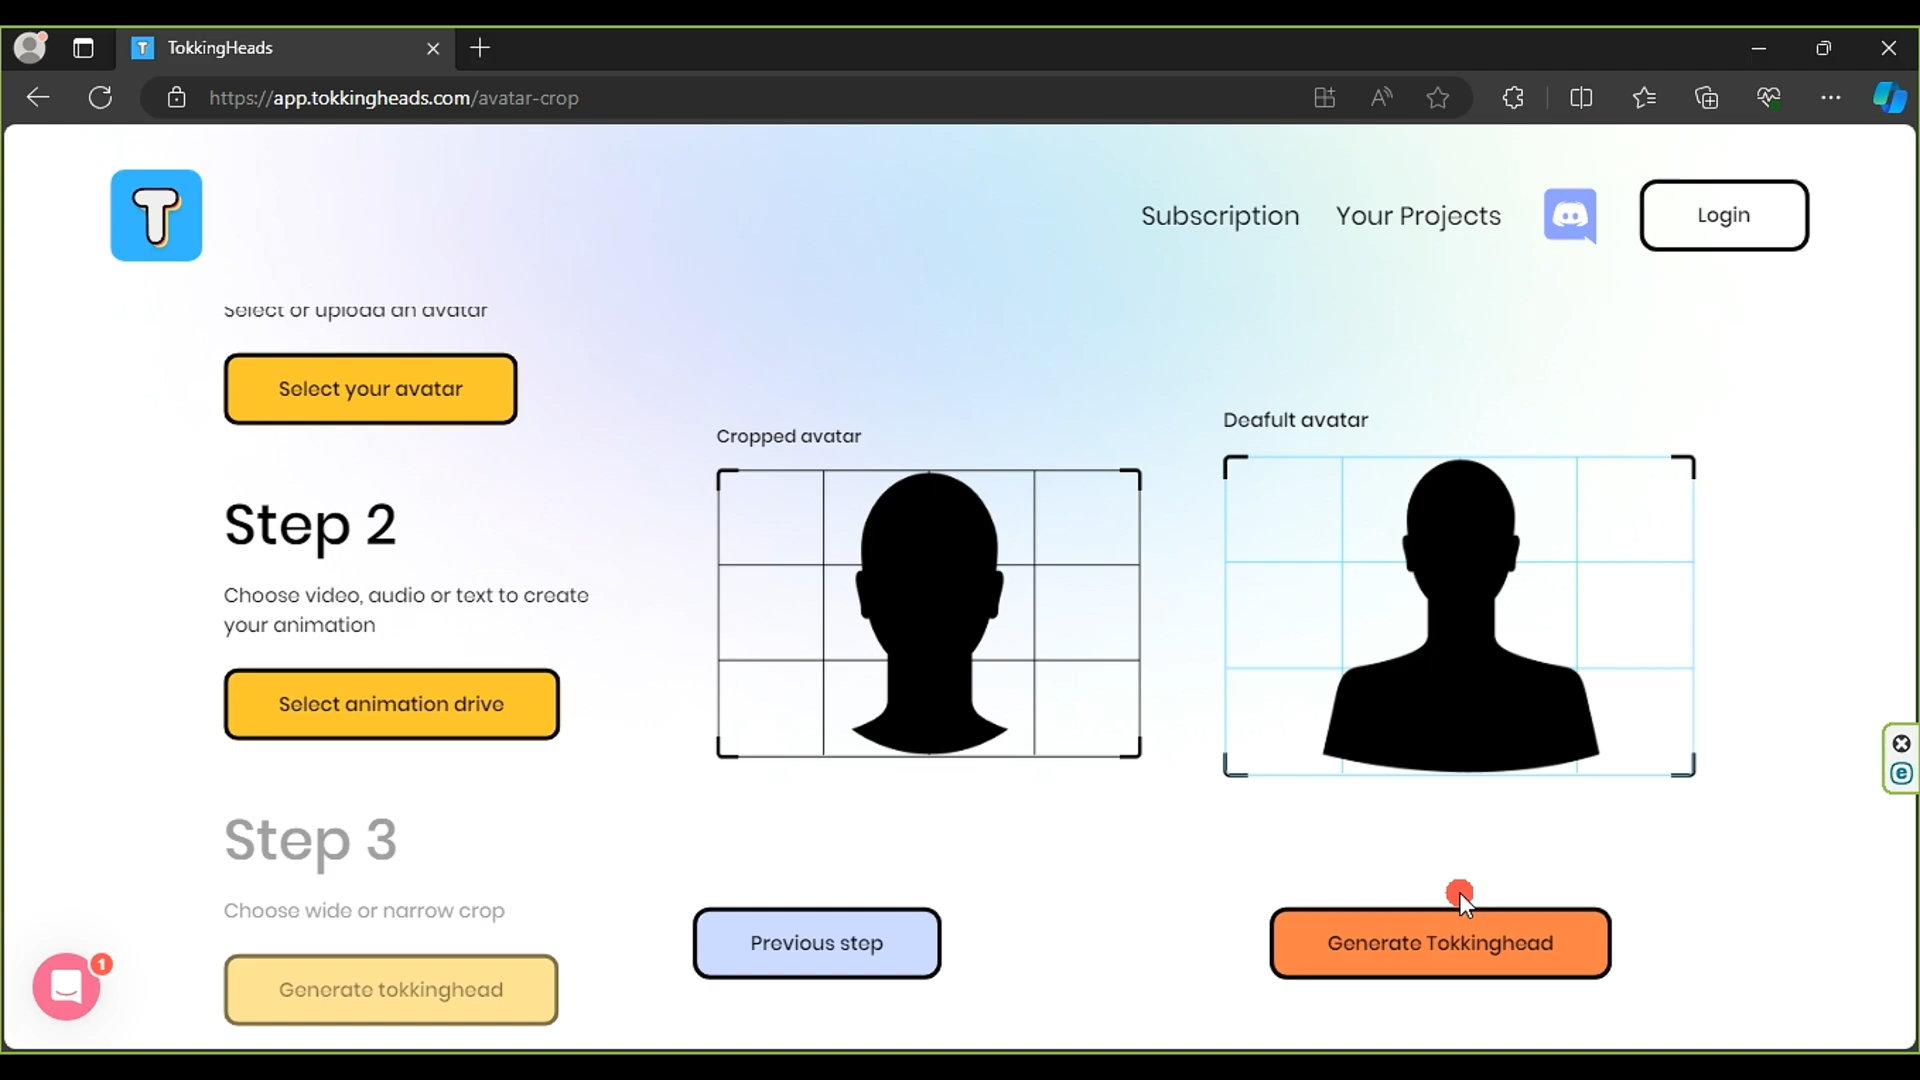 TokkingHeads
https://app.tokkingheads.com/avatar-crop
T
Subscription
Your Projects
Login
Select or upload an avatar
Select your avatar
Step 2
Choose video, audio or text to create
your animation
Select animation drive
Step 3
Choose wide or narrow crop
Generate tokkinghead
Cropped avatar
Deafult avatar
Previous step
Generate Tokkinghead
1